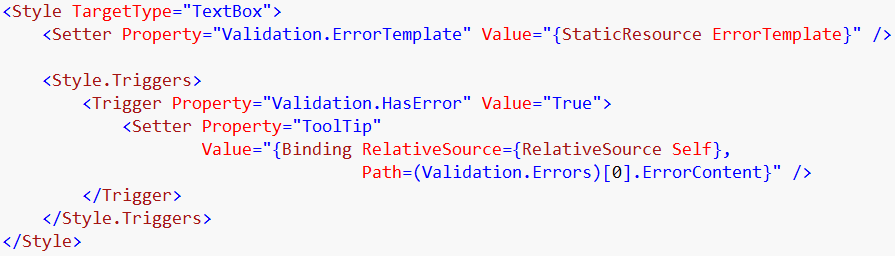 <Style TargetType="TextBox">
    <Setter Property="Validation.ErrorTemplate" Value="{StaticResource ErrorTemplate}" />
    <Style.Triggers>
        <Trigger Property="Validation.HasError" Value="True">
            <Setter Property="ToolTip"
                    Value="{Binding RelativeSource={RelativeSource Self},
                                    Path=(Validation.Errors)[0].ErrorContent}" />
        </Trigger>
    </Style.Triggers>
</Style>